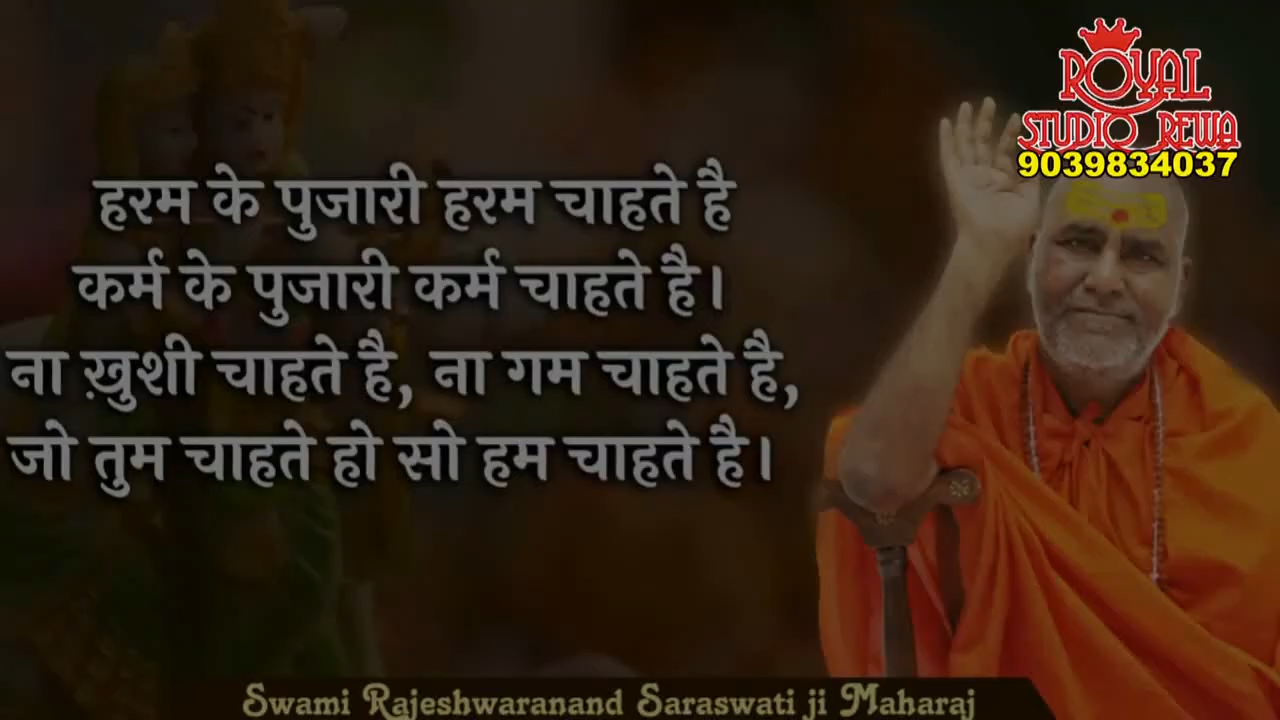 ROYAL
STUDIO REWA
9039834037
हरम के पुजारी हरम चाहते है
कर्म के पुजारी कर्म चाहते है।
ना ख़ुशी चाहते है, ना गम चाहते है,
जो तुम चाहते हो सो हम चाहते है।
Swami Rajeshwaranand Saraswati ji Maharaj